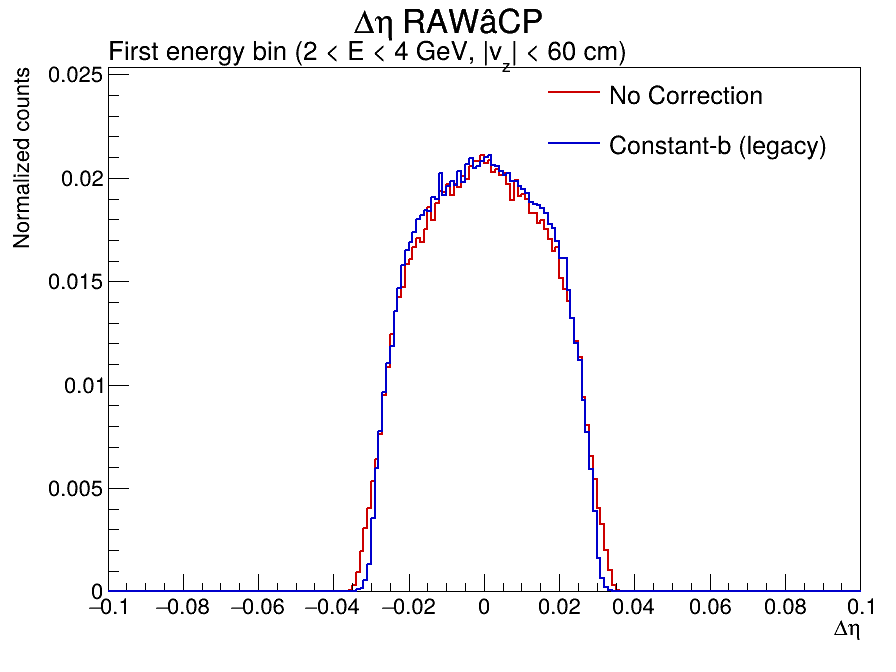 Δη RAWâCP
First energy bin (2 < E < 4 GeV, |vz| < 60 cm)
Normalized counts
No Correction
Constant-b (legacy)
0.025
0.02
0.015
0.01
0.005
0
−0.1 −0.08 −0.06 −0.04 −0.02 0 0.02 0.04 0.06 0.08 0.1
Δη